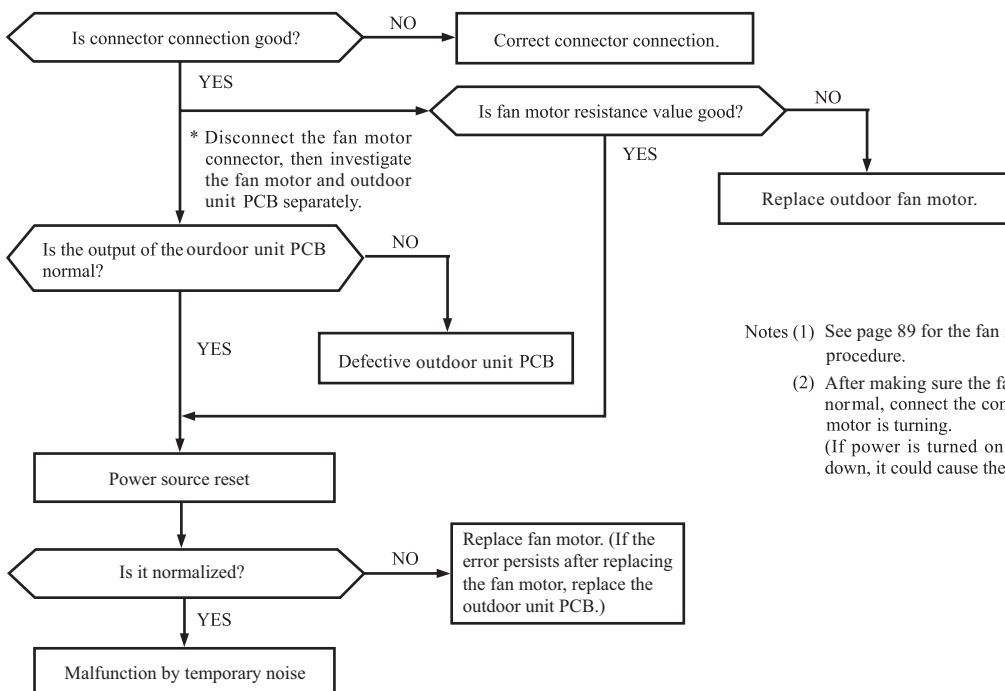 Is connector connection good?
NO
Correct connector connection.
YES
Is fan motor resistance value good?
NO
* Disconnect the fan motor
connector, then investigate
the fan motor and outdoor
unit PCB separately.
YES
Replace outdoor fan motor.
Is the output of the ourdoor unit PCB
normal?
NO
YES
Defective outdoor unit PCB
Notes (1) See page 89 for the fan
procedure.
(2) After making sure the fa
normal, connect the con
motor is turning.
(If power is turned on
down, it could cause the
Power source reset
Is it normalized?
NO
Replace fan motor. (If the
error persists after replacing
the fan motor, replace the
outdoor unit PCB.)
YES
Malfunction by temporary noise